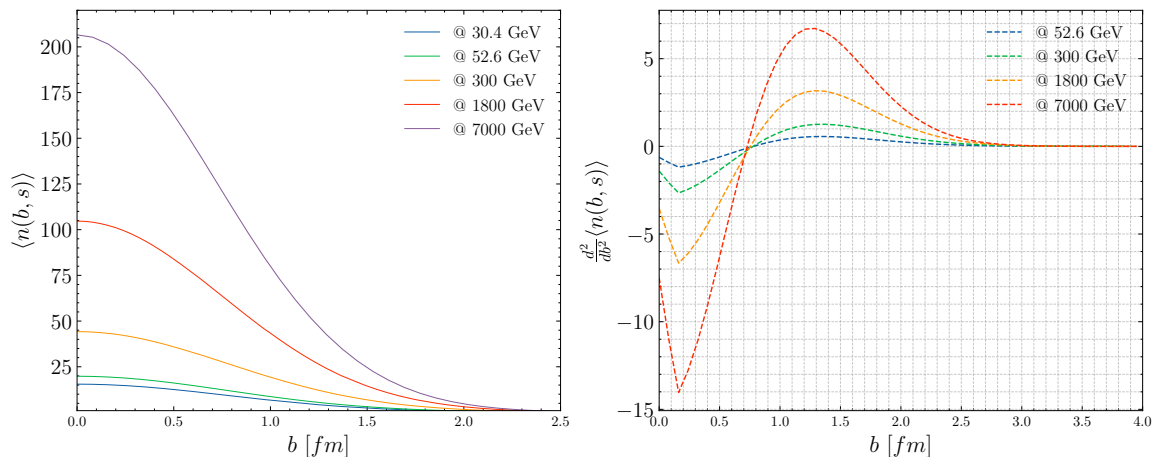 ⟨n(b, s)⟩
200
175
150
125
100
75
50
25
0.0 0.5 1.0 1.5 2.0 2.5
b [fm]
@ 30.4 GeV
@ 52.6 GeV
@ 300 GeV
@ 1800 GeV
@ 7000 GeV
d²/db² ⟨n(b, s)⟩
5
0
−5
−10
−15
0.0 0.5 1.0 1.5 2.0 2.5 3.0 3.5 4.0
b [fm]
@ 52.6 GeV
@ 300 GeV
@ 1800 GeV
@ 7000 GeV